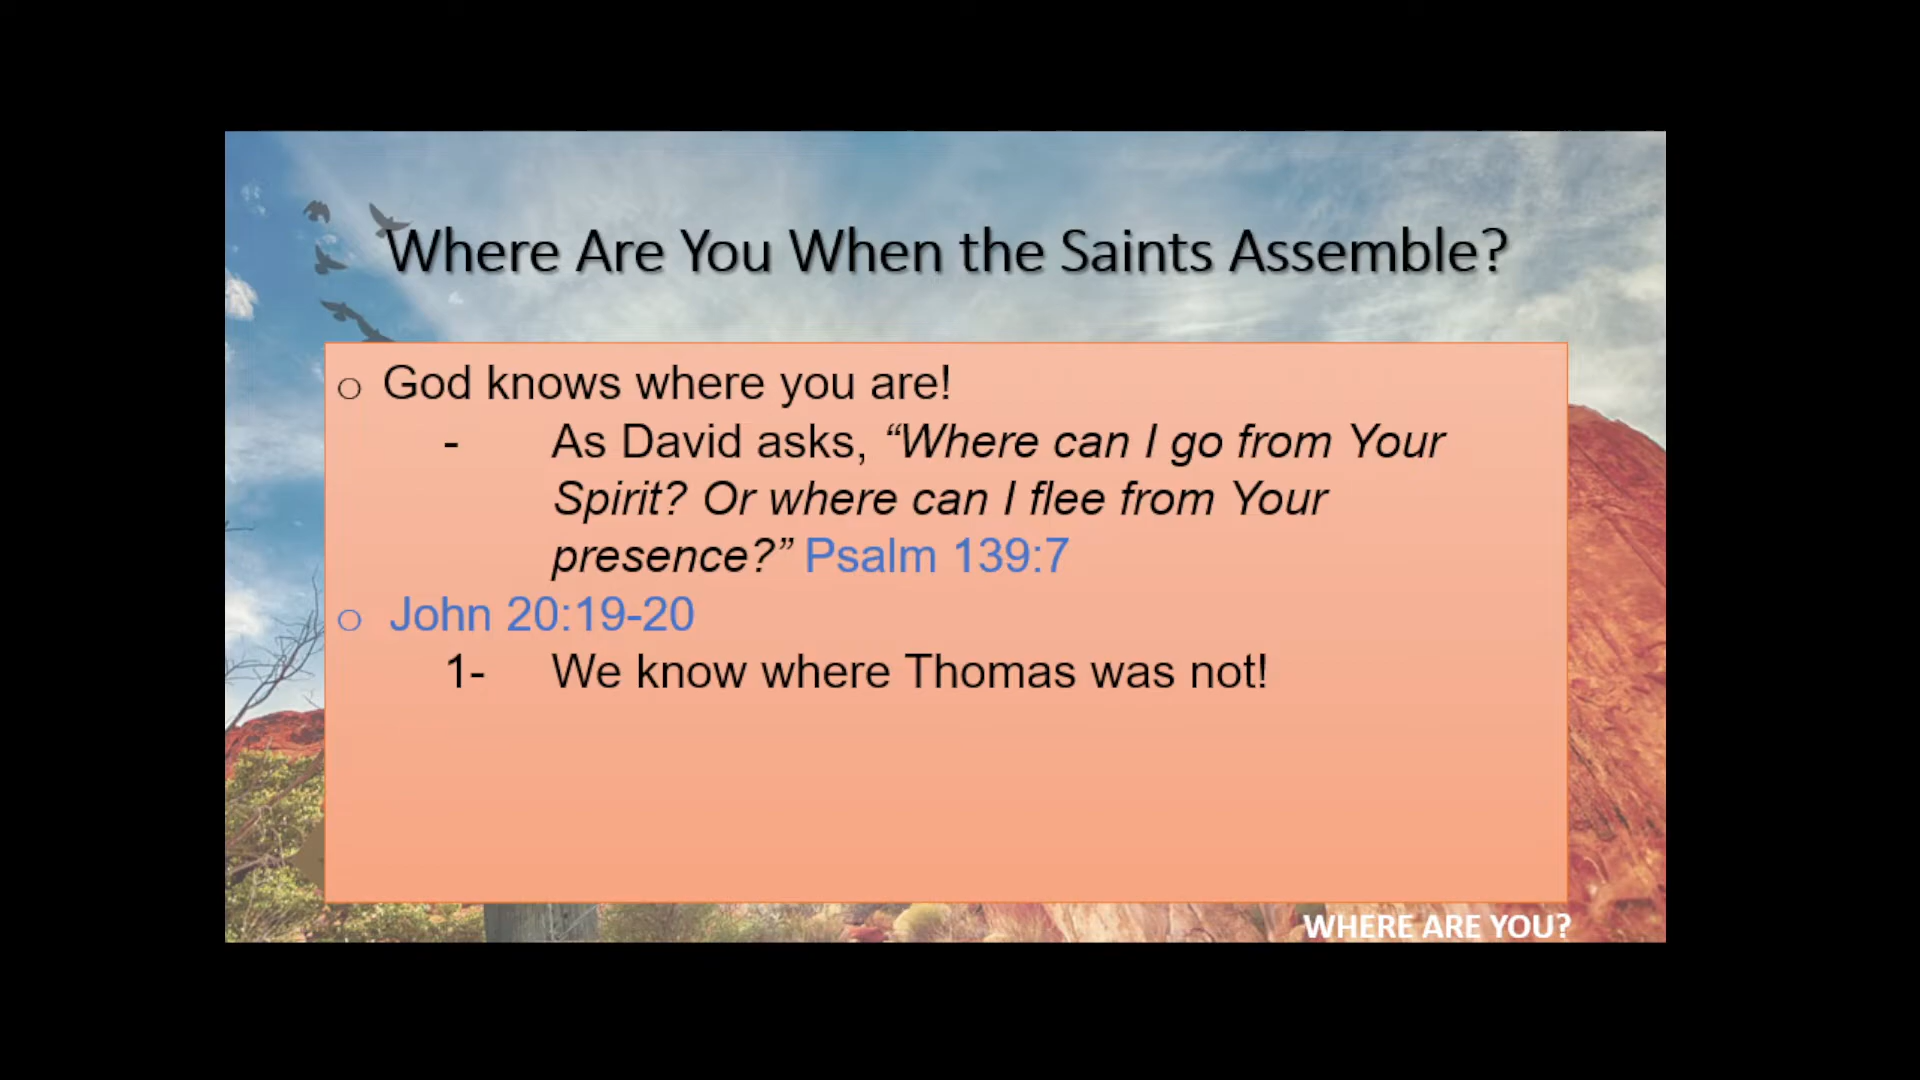 Where Are You When the Saints Assemble?
o God knows where you are!
- As David asks, “Where can I go from Your
Spirit? Or where can I flee from Your
presence?” Psalm 139:7
o John 20:19-20
1- We know where Thomas was not!
WHERE ARE YOU?